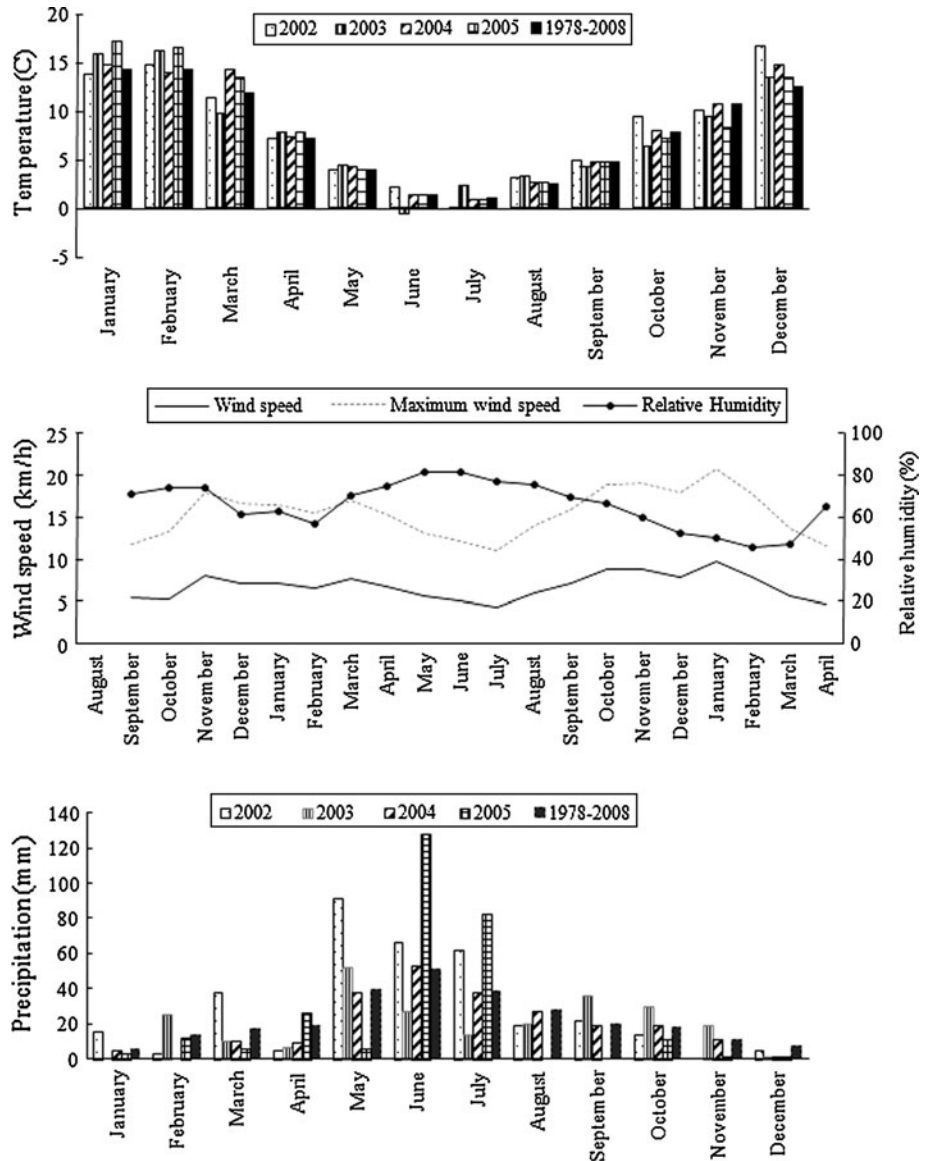 2002 2003 2004 2005 1978-2008
Temperature(C)
20
15
10
5
0
-5
January
February
March
April
May
June
July
August
September
October
November
December
Wind speed Maximum wind speed Relative Humidity
Wind speed (km/h)
25
20
15
10
5
0
100
80
60
40
20
0
Relative humidity (%)
August
September
October
November
December
January
February
March
April
May
June
July
August
September
October
November
December
January
February
March
April
2002 2003 2004 2005 1978-2008
Precipitation(mm)
140
120
100
80
60
40
20
0
January
February
March
April
May
June
July
August
September
October
November
December